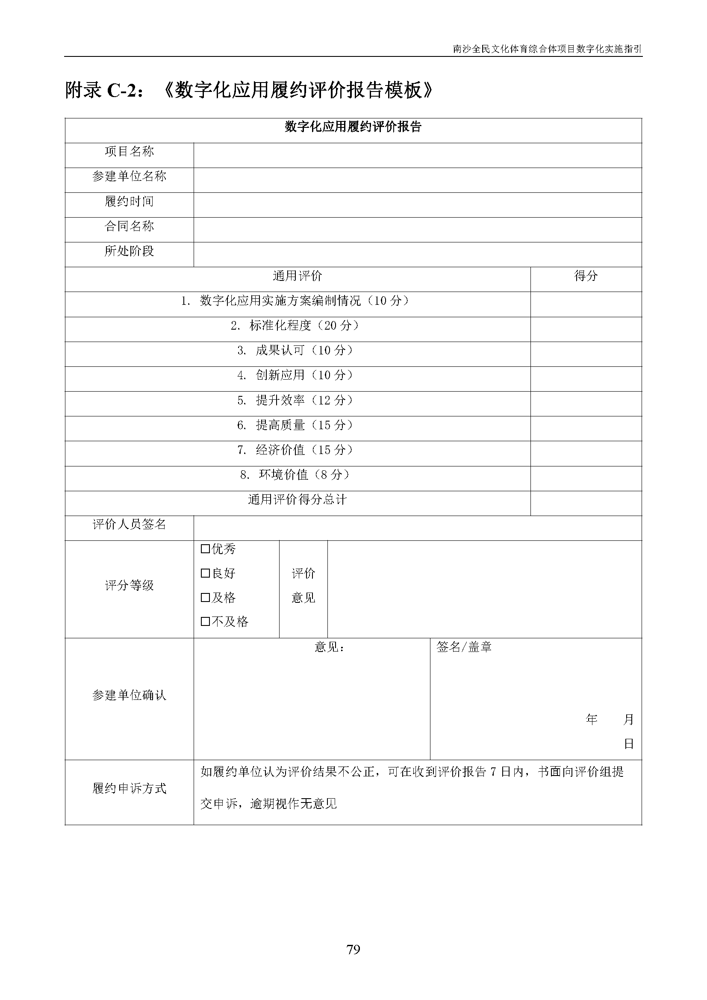 南沙全民文化体育综合体项目数字化实施指引
附录 C-2：《数字化应用履约评价报告模板》
数字化应用履约评价报告
项目名称
参建单位名称
履约时间
合同名称
所处阶段
通用评价 得分
1. 数字化应用实施方案编制情况（10 分）
2. 标准化程度（20 分）
3. 成果认可（10 分）
4. 创新应用（10 分）
5. 提升效率（12 分）
6. 提高质量（15 分）
7. 经济价值（15 分）
8. 环境价值（8 分）
通用评价得分总计
评价人员签名
评分等级
□优秀
□良好
□及格
□不及格
评价
意见
参建单位确认
意见：
签名/盖章
年 月
日
履约申诉方式
如履约单位认为评价结果不公正，可在收到评价报告 7 日内，书面向评价组提
交申诉，逾期视作无意见
79